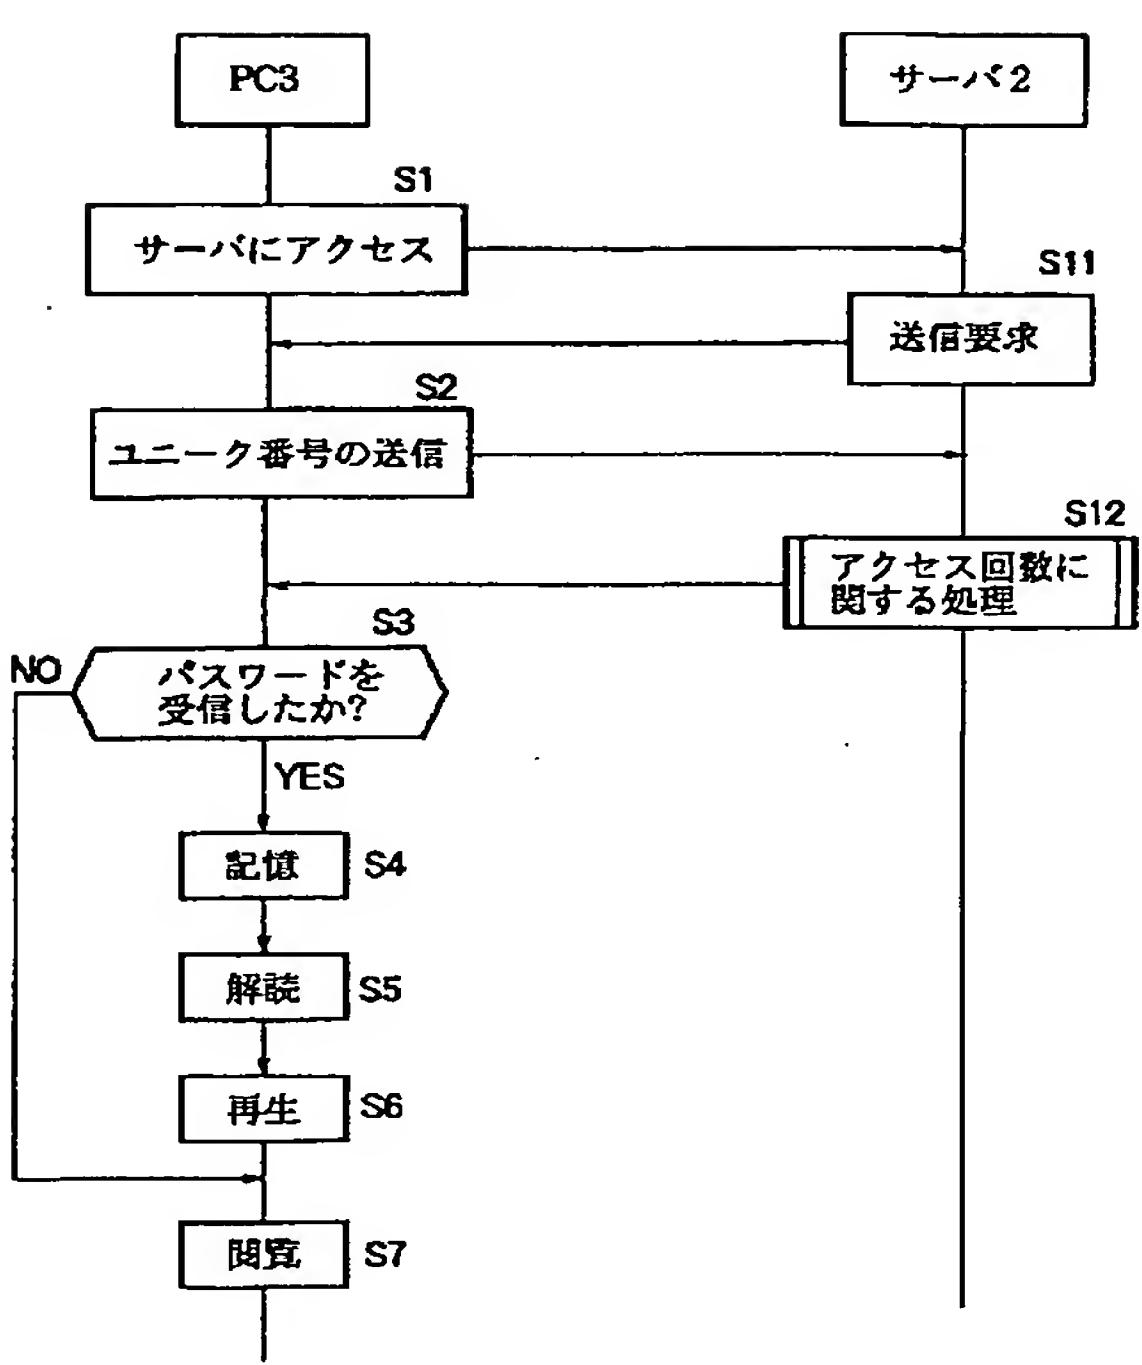 PC3
サーバ2
S1
サーバにアクセス
S11
送信要求
S2
ユニーク番号の送信
S12
アクセス回数に
関する処理
S3
NO
パスワードを
受信したか?
YES
記憶
S4
解読
S5
再生
S6
閲覧
S7